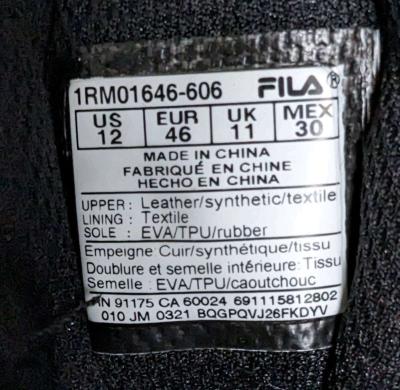 1RM01646-606 FILA®
US EUR UK MEX
12 46 11 30
MADE IN CHINA
FABRIQUÉ EN CHINE
HECHO EN CHINA
UPPER: Leather/synthetic/textile
LINING: Textile
SOLE : EVA/TPU/rubber
Empeigne Cuir/synthétique/tissu
Doublure et semelle intérieure: Tissu
Semelle : EVA/TPU/caoutchouc
RN 91175 CA 60024 691115812802
010 JM 0321 BQGPQVJ26FKDYV